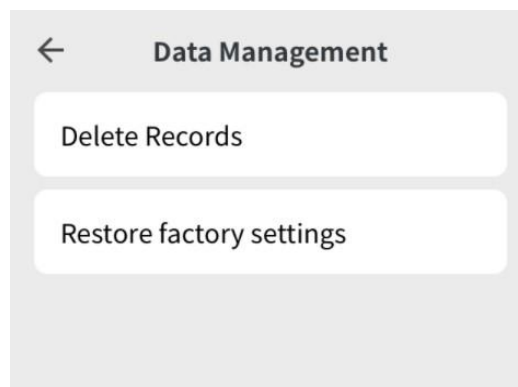 Data Management
Delete Records
Restore factory settings